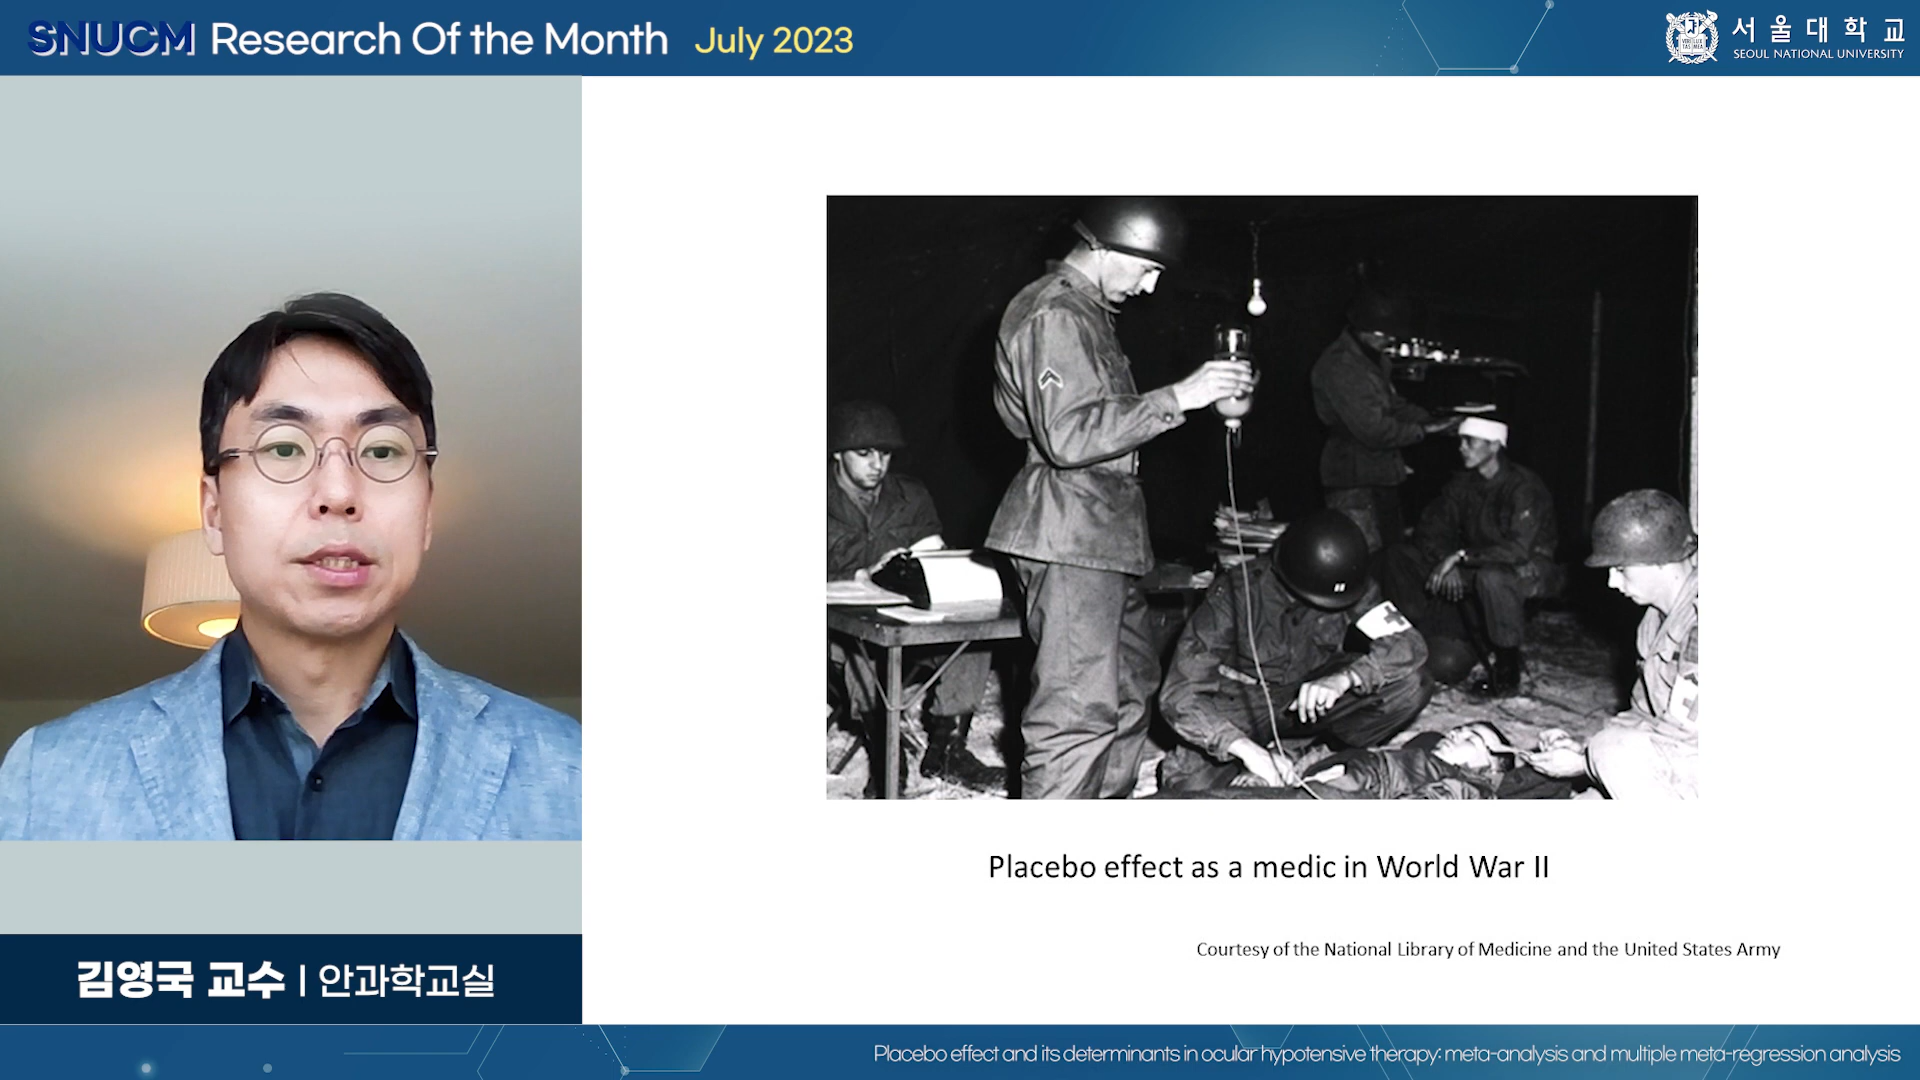 SNUCM Research Of the Month July 2023
서울대학교
SEOUL NATIONAL UNIVERSITY
Placebo effect as a medic in World War II
Courtesy of the National Library of Medicine and the United States Army
김영국 교수 | 안과학교실
Placebo effect and its determinants in ocular hypotensive therapy: meta-analysis and multiple meta-regression analysis